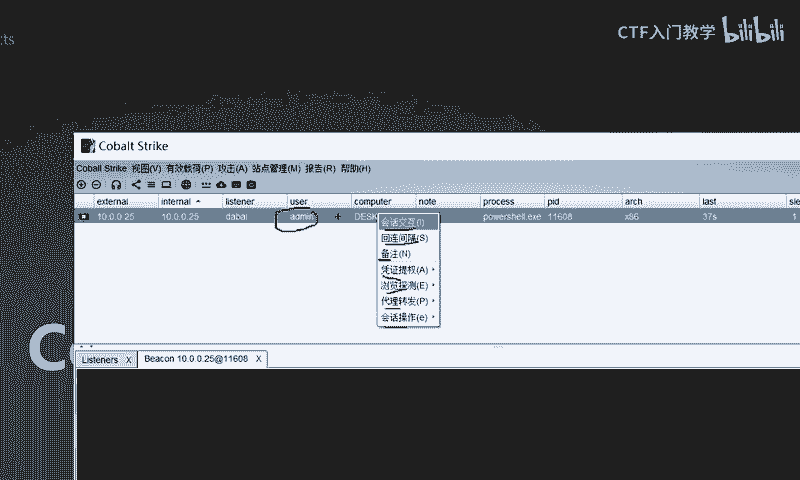 cts
CTF入门教学 bilibili
Cobalt Strike
Cobalt Strike 视图(V) 有效载荷(P) 攻击(A) 站点管理(M) 报告(R) 帮助(H)
external internal listener user computer note process pid arch last
10.0.0.25 10.0.0.25 dabai admin DESK powershell.exe 11608 x86 37s 1
会话交互(I)
回连间隔(S)
备注(N)
凭证提权(A)
浏览探测(E)
代理转发(P)
会话操作(e)
C
Listeners X Beacon 10.0.0.25@11608 X